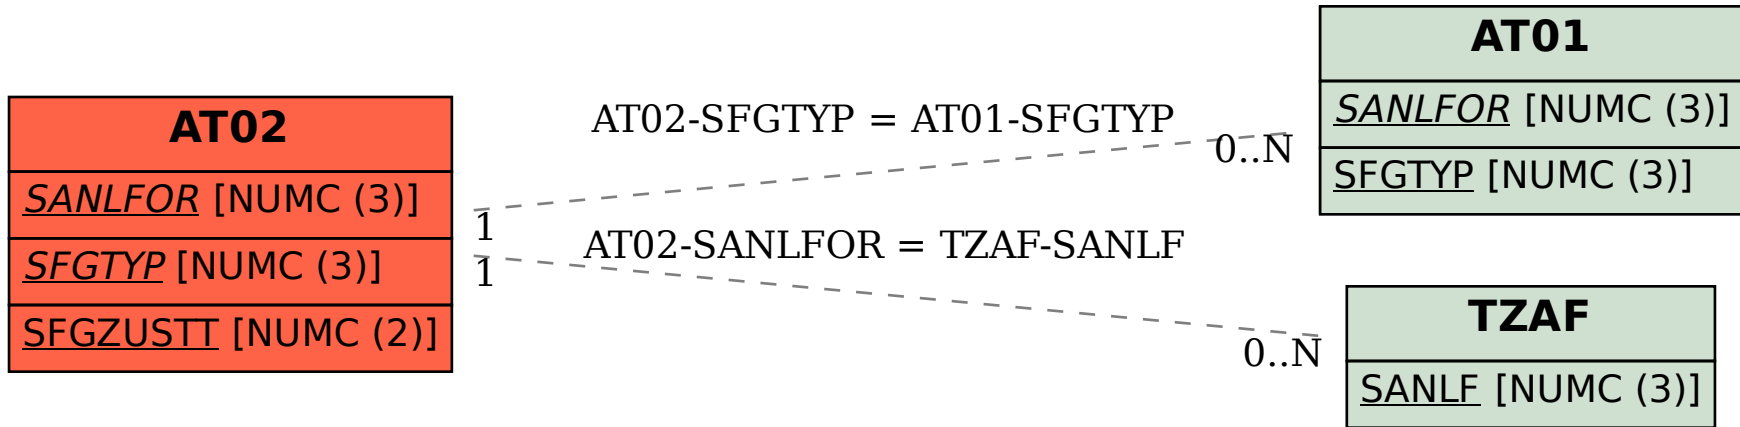 AT02
SANLFOR [NUMC (3)]
SFGTYP [NUMC (3)]
SFGZUSTT [NUMC (2)]
AT02-SFGTYP = AT01-SFGTYP
1
0..N
AT02-SANLFOR = TZAF-SANLF
1
0..N
AT01
SANLFOR [NUMC (3)]
SFGTYP [NUMC (3)]
TZAF
SANLF [NUMC (3)]